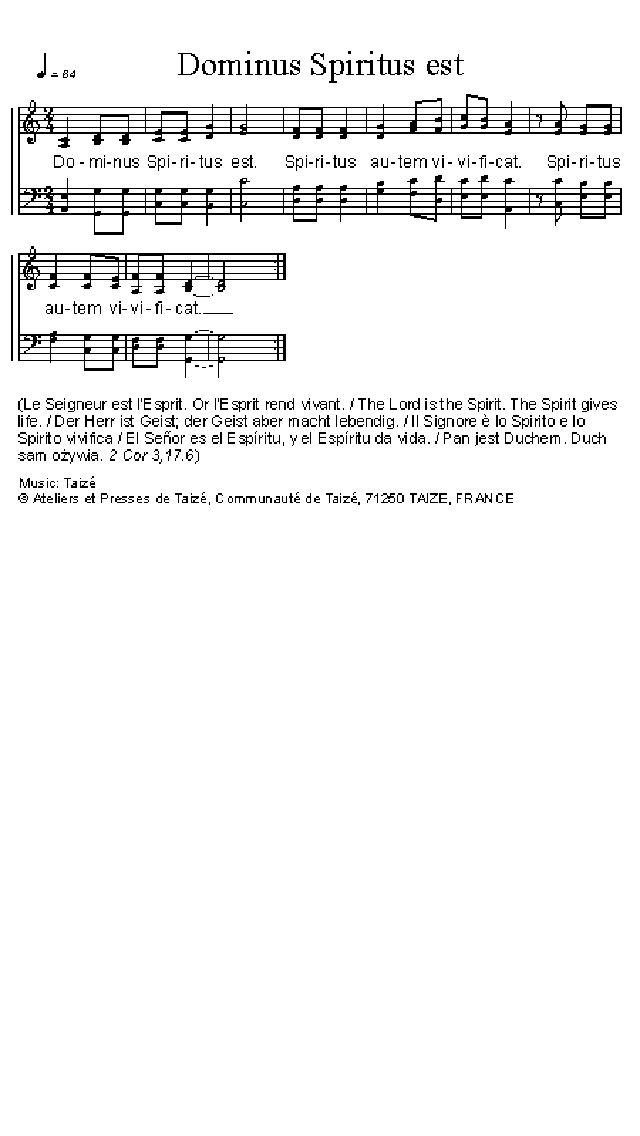 Dominus Spiritus est
= 84
Do - mi-nus Spi-ri-tus est. Spi-ri-tus au-tem vi-vi-fi-cat. Spi-ri-tus
au-tem vi-vi-fi-cat.
(Le Seigneur est l'Esprit. Or l'Esprit rend vivant. / The Lord is the Spirit. The Spirit gives
life. / Der Herr ist Geist; der Geist aber macht lebendig. / Il Signore è lo Spirito e lo
Spirito vivifica / El Señor es el Espíritu, y el Espíritu da vida. / Pan jest Duchem. Duch
sam ożywia. 2 Cor 3,17.6)
Music: Taizé
© Ateliers et Presses de Taizé, Communauté de Taizé, 71250 TAIZE, FRANCE